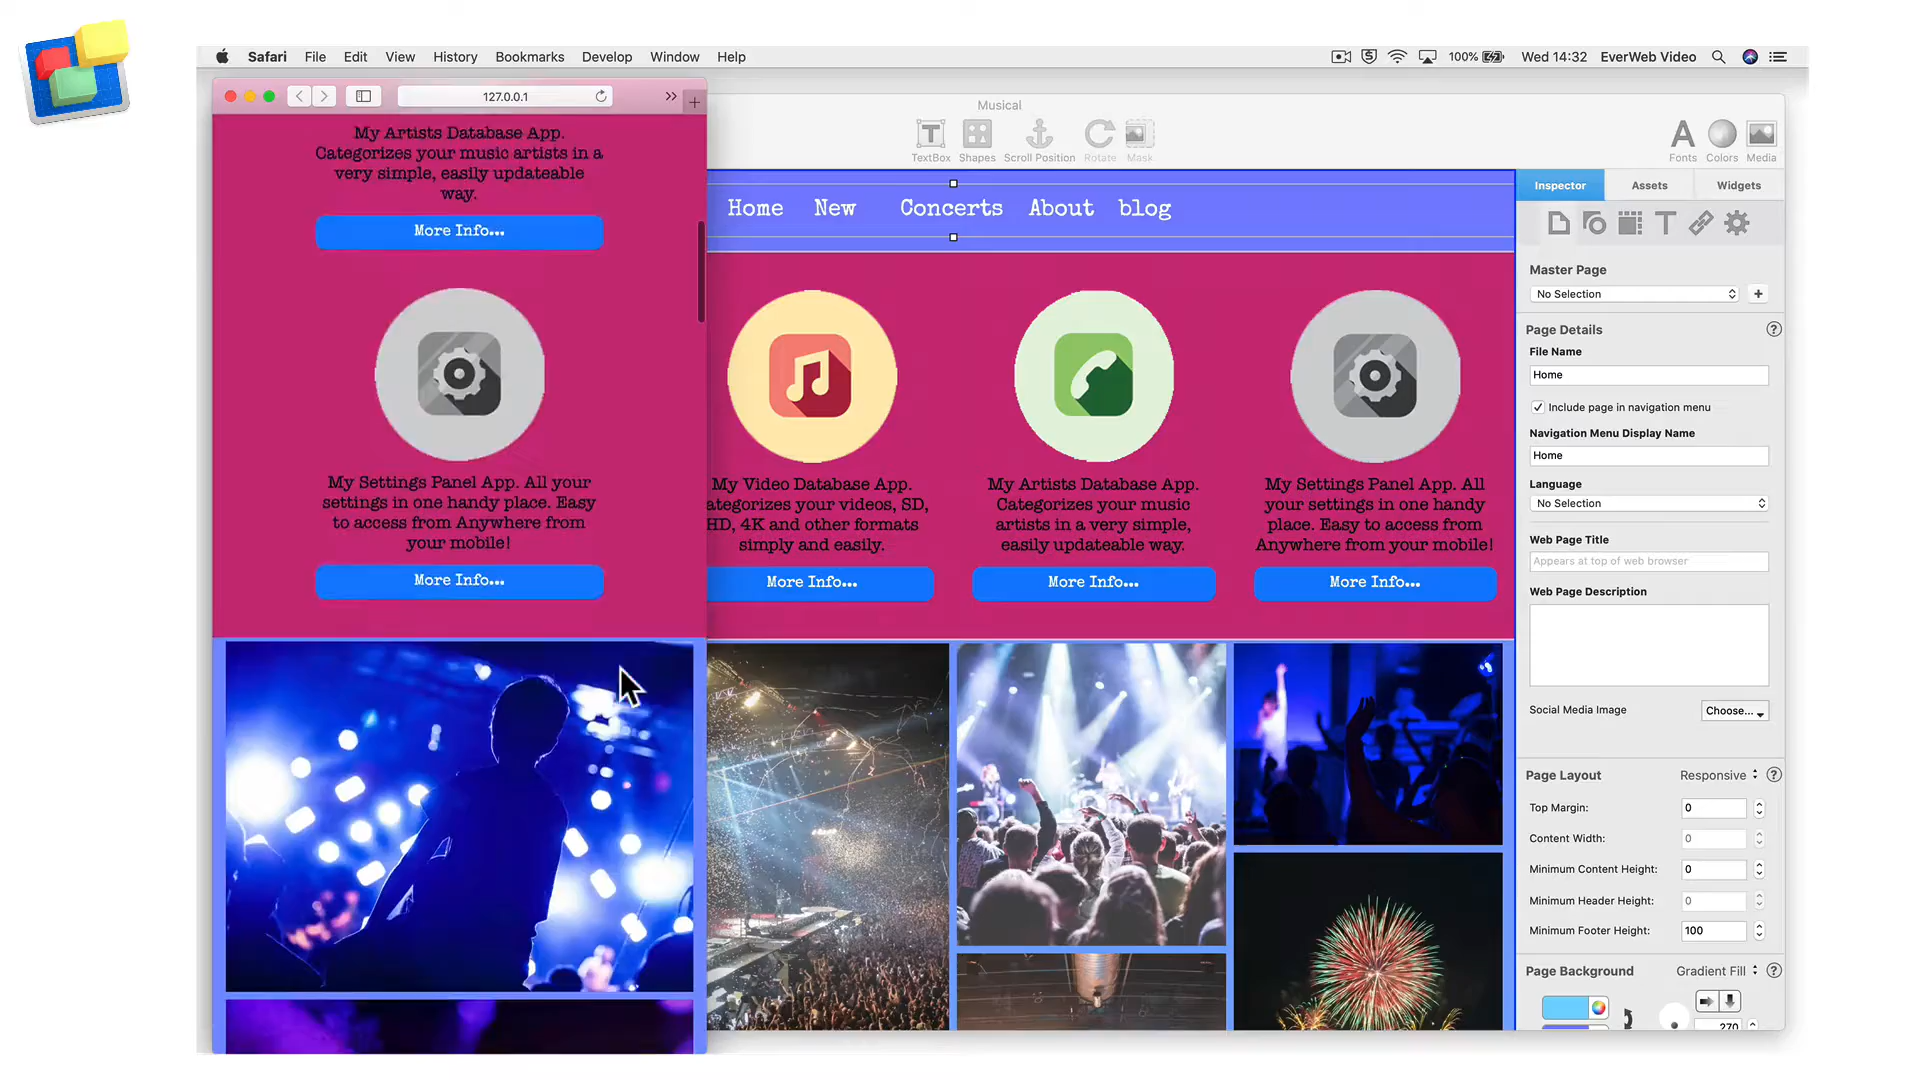 Safari File Edit View History Bookmarks Develop Window Help
100% Wed 14:32 EverWeb Video
127.0.0.1
My Artists Database App.
Categorizes your music artists in a
very simple, easily updateable
way.
More Info...
My Settings Panel App. All your
settings in one handy place. Easy
to access from Anywhere from
your mobile!
More Info...
Musical
TextBox Shapes Scroll Position Rotate Mask
Fonts Colors Media
Home New Concerts About blog
My Video Database App.
ategorizes your videos, SD,
HD, 4K and other formats
simply and easily.
More Info...
My Artists Database App.
Categorizes your music
artists in a very simple,
easily updateable way.
More Info...
My Settings Panel App. All
your settings in one handy
place. Easy to access from
Anywhere from your mobile!
More Info...
Inspector Assets Widgets
Master Page
No Selection
Page Details
File Name
Home
Include page in navigation menu
Navigation Menu Display Name
Home
Language
No Selection
Web Page Title
Appears at top of web browser
Web Page Description
Social Media Image Choose...
Page Layout Responsive
Top Margin: 0
Content Width: 0
Minimum Content Height: 0
Minimum Header Height: 0
Minimum Footer Height: 100
Page Background Gradient Fill
270